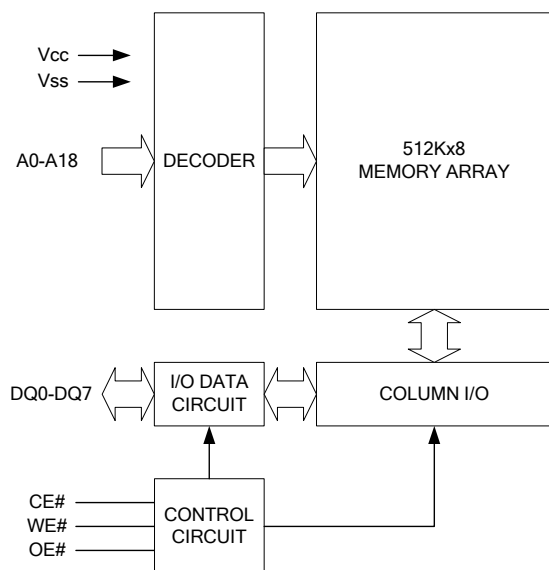 Vcc
Vss
A0-A18
DECODER
512Kx8
MEMORY ARRAY
DQ0-DQ7
I/O DATA
CIRCUIT
COLUMN I/O
CE#
WE#
OE#
CONTROL
CIRCUIT